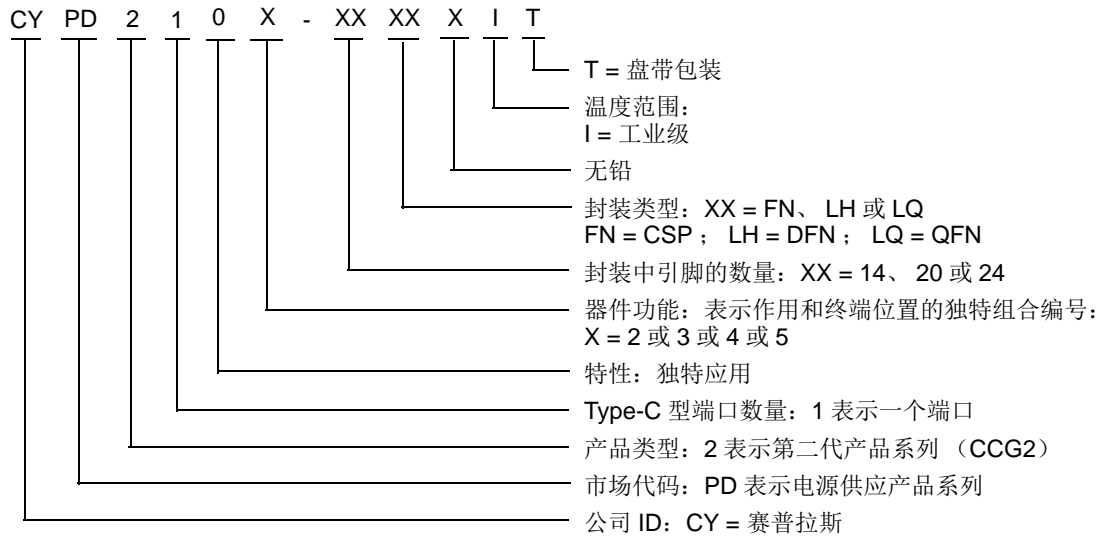 CY PD 2 1 0 X - XX XX X I T
T = 盘带包装
温度范围：
I = 工业级
无铅
封装类型：XX = FN、 LH 或 LQ
FN = CSP ； LH = DFN ； LQ = QFN
封装中引脚的数量：XX = 14、 20 或 24
器件功能：表示作用和终端位置的独特组合编号：
X = 2 或 3 或 4 或 5
特性：独特应用
Type-C 型端口数量：1 表示一个端口
产品类型：2 表示第二代产品系列 （CCG2）
市场代码：PD 表示电源供应产品系列
公司 ID：CY = 赛普拉斯